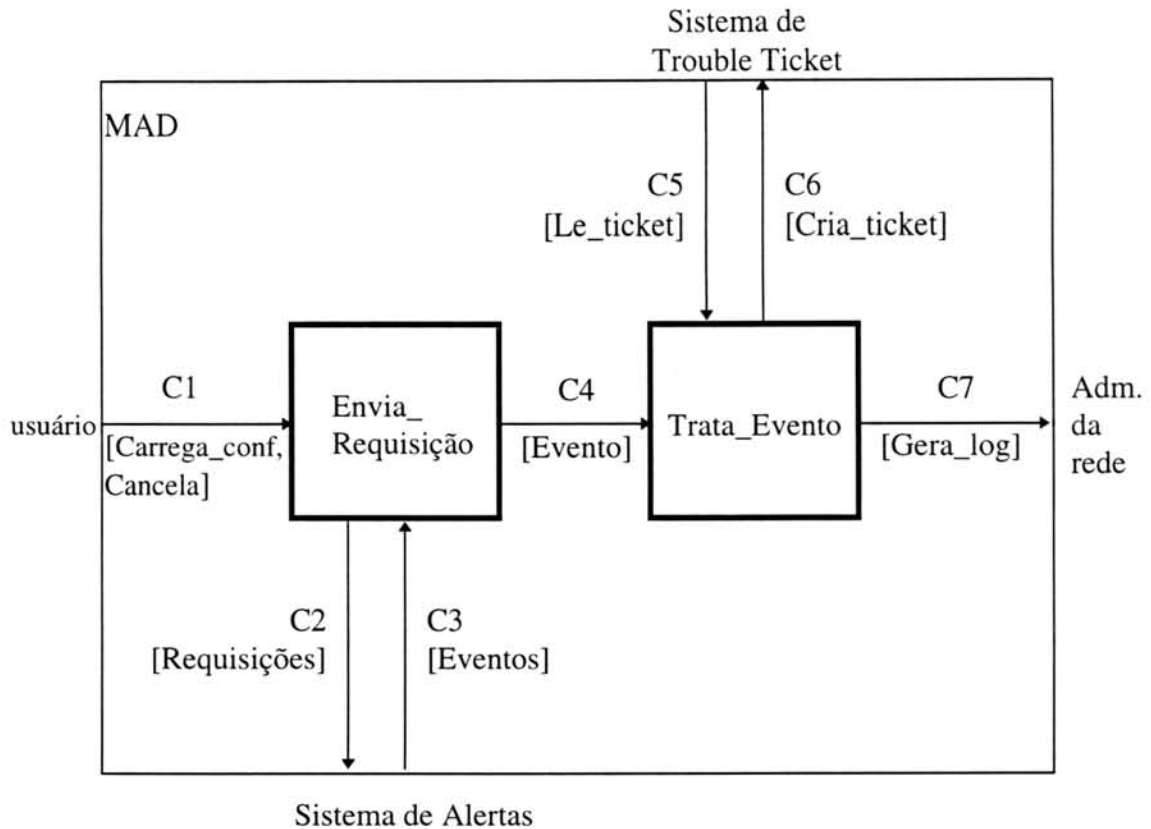 Sistema de
Trouble Ticket
MAD
C5
[Le_ticket]
C6
[Cria_ticket]
usuário
C1
[Carrega_conf,
Cancela]
Envia_
Requisição
C4
[Evento]
Trata_Evento
C7
[Gera_log]
Adm.
da
rede
C2
[Requisições]
C3
[Eventos]
Sistema de Alertas